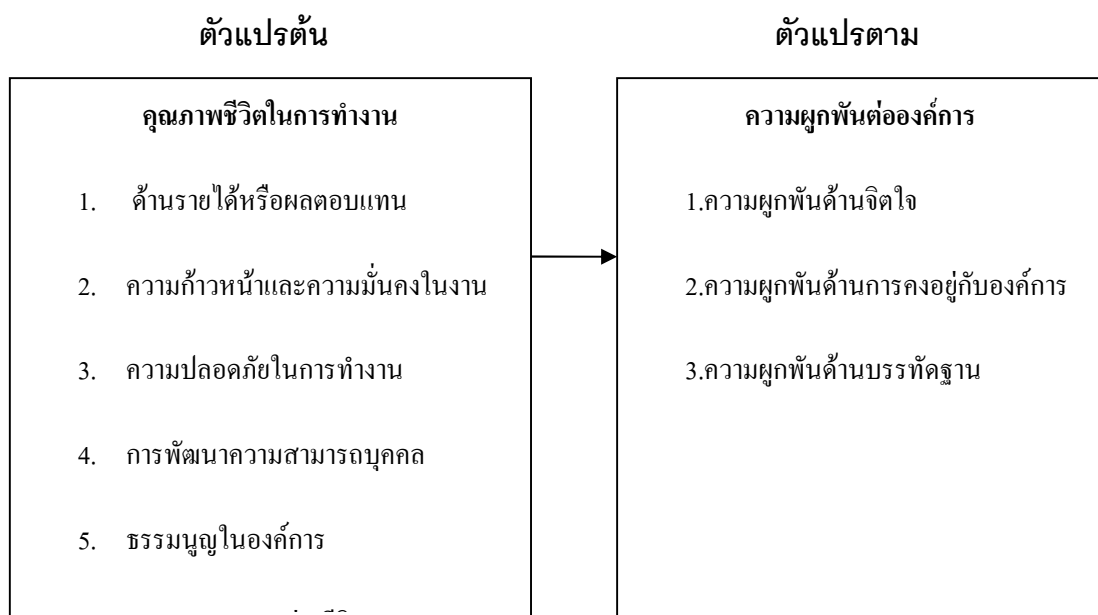 ตัวแปรต้น
ตัวแปรตาม
คุณภาพชีวิตในการทำงาน
1. ด้านรายได้หรือผลตอบแทน
2. ความก้าวหน้าและความมั่นคงในงาน
3. ความปลอดภัยในการทำงาน
4. การพัฒนาความสามารถบุคคล
5. ธรรมนูญในองค์การ
ความผูกพันต่อองค์การ
1.ความผูกพันด้านจิตใจ
2.ความผูกพันด้านการคงอยู่กับองค์การ
3.ความผูกพันด้านบรรทัดฐาน